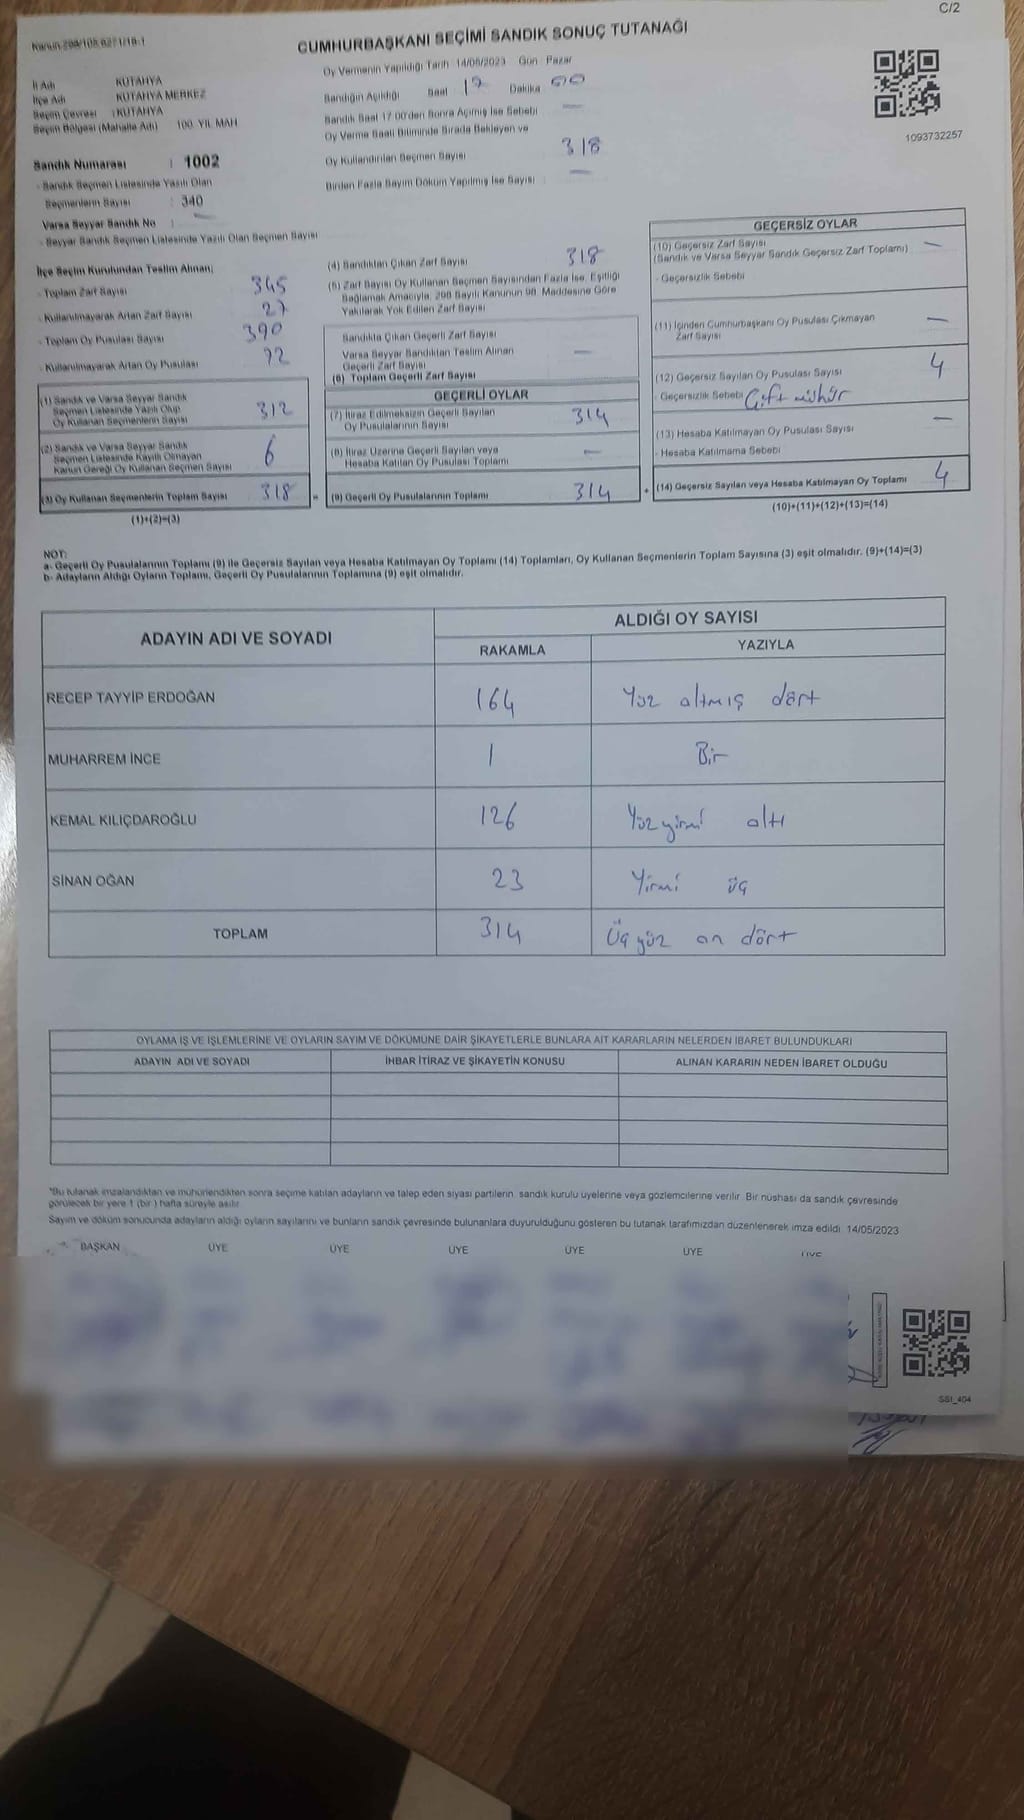 C/2
Kanun 298/105,6271/18-1
CUMHURBAŞKANI SEÇİMİ SANDIK SONUÇ TUTANAĞI
İl Adı KÜTAHYA
İlçe Adı KÜTAHYA MERKEZ
Seçim Çevresi : KÜTAHYA
Seçim Bölgesi (Mahalle Adı) 100. YIL MAH.
Oy Vermenin Yapıldığı Tarih 14/05/2023 Gün : Pazar
Sandığın Açıldığı Saat 17 Dakika 00
Sandık Saat 17.00'den Sonra Açılmış İse Sebebi —
Oy Verme Saati Bitiminde Sırada Bekleyen ve
Oy Kullandırılan Seçmen Sayısı 318
Birden Fazla Sayım Döküm Yapılmış İse Sayısı : —
1093732257
Sandık Numarası : 1002
- Sandık Seçmen Listesinde Yazılı Olan
Seçmenlerin Sayısı : 340
Varsa Seyyar Sandık No : —
- Seyyar Sandık Seçmen Listesinde Yazılı Olan Seçmen Sayısı
İlçe Seçim Kurulundan Teslim Alınan;
- Toplam Zarf Sayısı 345
- Kullanılmayarak Artan Zarf Sayısı 27
- Toplam Oy Pusulası Sayısı 390
- Kullanılmayarak Artan Oy Pusulası 72
(1) Sandık ve Varsa Seyyar Sandık
Seçmen Listesinde Yazılı Olup
Oy Kullanan Seçmenlerin Sayısı 312
(2) Sandık ve Varsa Seyyar Sandık
Seçmen Listesinde Kayıtlı Olmayan
Kanun Gereği Oy Kullanan Seçmen Sayısı 6
(3) Oy Kullanan Seçmenlerin Toplam Sayısı 318
(1)+(2)=(3)
(4) Sandıktan Çıkan Zarf Sayısı 318
(5) Zarf Sayısı Oy Kullanan Seçmen Sayısından Fazla İse, Eşitliği
Sağlamak Amacıyla, 298 Sayılı Kanunun 98. Maddesine Göre
Yakılarak Yok Edilen Zarf Sayısı
Sandıkta Çıkan Geçerli Zarf Sayısı
Varsa Seyyar Sandıktan Teslim Alınan —
Geçerli Zarf Sayısı
(6) Toplam Geçerli Zarf Sayısı
GEÇERLİ OYLAR
(7) İtiraz Edilmeksizin Geçerli Sayılan
Oy Pusulalarının Sayısı 314
(8) İtiraz Üzerine Geçerli Sayılan veya
Hesaba Katılan Oy Pusulası Toplamı —
= (9) Geçerli Oy Pusulalarının Toplamı 314
GEÇERSİZ OYLAR
(10) Geçersiz Zarf Sayısı —
(Sandık ve Varsa Seyyar Sandık Geçersiz Zarf Toplamı)
- Geçersizlik Sebebi
(11) İçinden Cumhurbaşkanı Oy Pusulası Çıkmayan
Zarf Sayısı —
(12) Geçersiz Sayılan Oy Pusulası Sayısı 4
- Geçersizlik Sebebi Çift mühür
(13) Hesaba Katılmayan Oy Pusulası Sayısı —
- Hesaba Katılmama Sebebi
+ (14) Geçersiz Sayılan veya Hesaba Katılmayan Oy Toplamı 4
(10)+(11)+(12)+(13)=(14)
NOT:
a- Geçerli Oy Pusulalarının Toplamı (9) ile Geçersiz Sayılan veya Hesaba Katılmayan Oy Toplamı (14) Toplamları, Oy Kullanan Seçmenlerin Toplam Sayısına (3) eşit olmalıdır. (9)+(14)=(3)
b- Adayların Aldığı Oyların Toplamı, Geçerli Oy Pusulalarının Toplamına (9) eşit olmalıdır.
ADAYIN ADI VE SOYADI ALDIĞI OY SAYISI
RAKAMLA YAZIYLA
RECEP TAYYİP ERDOĞAN 164 Yüz altmış dört
MUHARREM İNCE 1 Bir
KEMAL KILIÇDAROĞLU 126 Yüz yirmi altı
SİNAN OĞAN 23 Yirmi üç
TOPLAM 314 Üç yüz on dört
OYLAMA İŞ VE İŞLEMLERİNE VE OYLARIN SAYIM VE DÖKÜMÜNE DAİR ŞİKAYETLERLE BUNLARA AİT KARARLARIN NELERDEN İBARET BULUNDUKLARI
ADAYIN ADI VE SOYADI İHBAR İTİRAZ VE ŞİKAYETİN KONUSU ALINAN KARARIN NEDEN İBARET OLDUĞU
*Bu tutanak imzalandıktan ve mühürlendikten sonra seçime katılan adayların ve talep eden siyasi partilerin, sandık kurulu üyelerine veya gözlemcilerine verilir. Bir nüshası da sandık çevresinde
görülecek bir yere 1 (bir) hafta süreyle asılır.
Sayım ve döküm sonucunda adayların aldığı oyların sayılarını ve bunların sandık çevresinde bulunanlara duyurulduğunu gösteren bu tutanak tarafımızdan düzenlenerek imza edildi. 14/05/2023
BAŞKAN ÜYE ÜYE ÜYE ÜYE ÜYE ÜYE
SSI_404